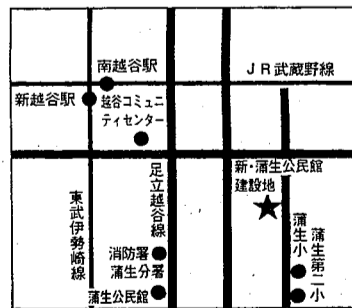 南越谷駅
JR武蔵野線
新越谷駅
越谷コミュニ
ティセンター
新・蒲生公民館
建設地
足立越谷線
東武伊勢崎線
消防署
蒲生分署
蒲生公民館
蒲生小
蒲生第二小